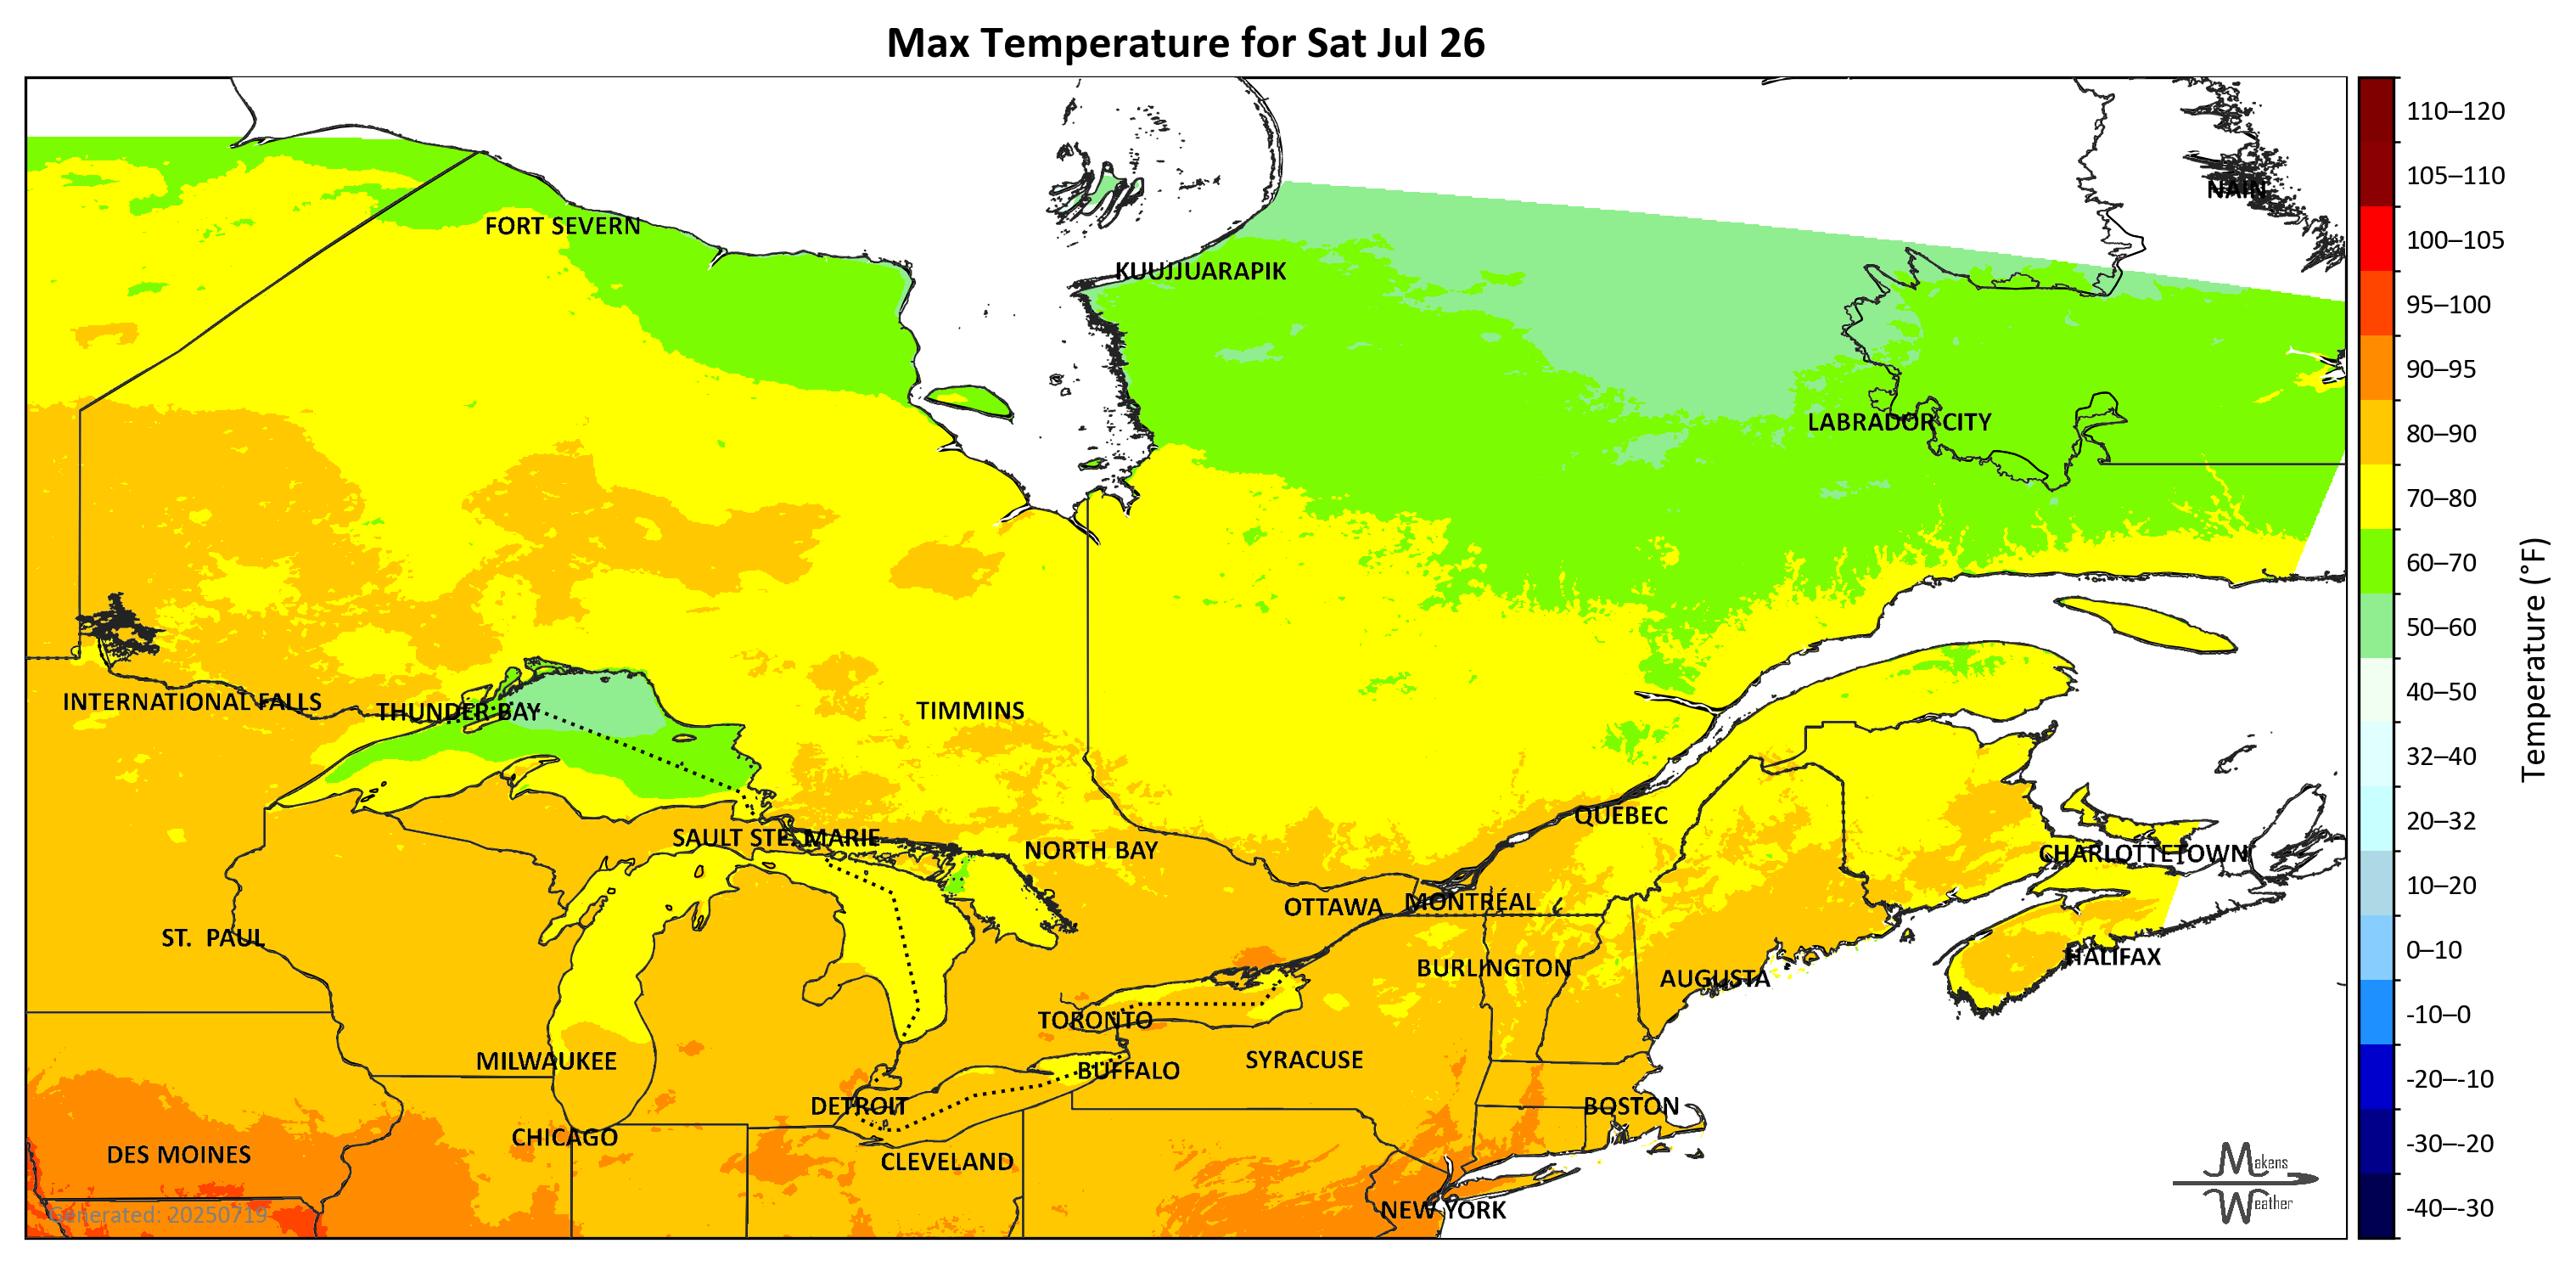 Max Temperature for Sat Jul 26
110–120
105–110
NAIN
FORT SEVERN
100–105
KUUJJUARAPIK
95–100
90–95
LABRADOR CITY
80–90
70–80
60–70
50–60
Temperature (°F)
40–50
INTERNATIONAL FALLS
THUNDER BAY
TIMMINS
32–40
QUEBEC
20–32
SAULT STE. MARIE
NORTH BAY
CHARLOTTETOWN
10–20
OTTAWA
MONTRÉAL
ST. PAUL
0–10
HALIFAX
BURLINGTON
AUGUSTA
-10–0
TORONTO
MILWAUKEE
SYRACUSE
BUFFALO
-20–-10
DETROIT
BOSTON
CHICAGO
-30–-20
DES MOINES
CLEVELAND
Makens
Weather
-40–-30
NEW YORK
Generated: 20250719